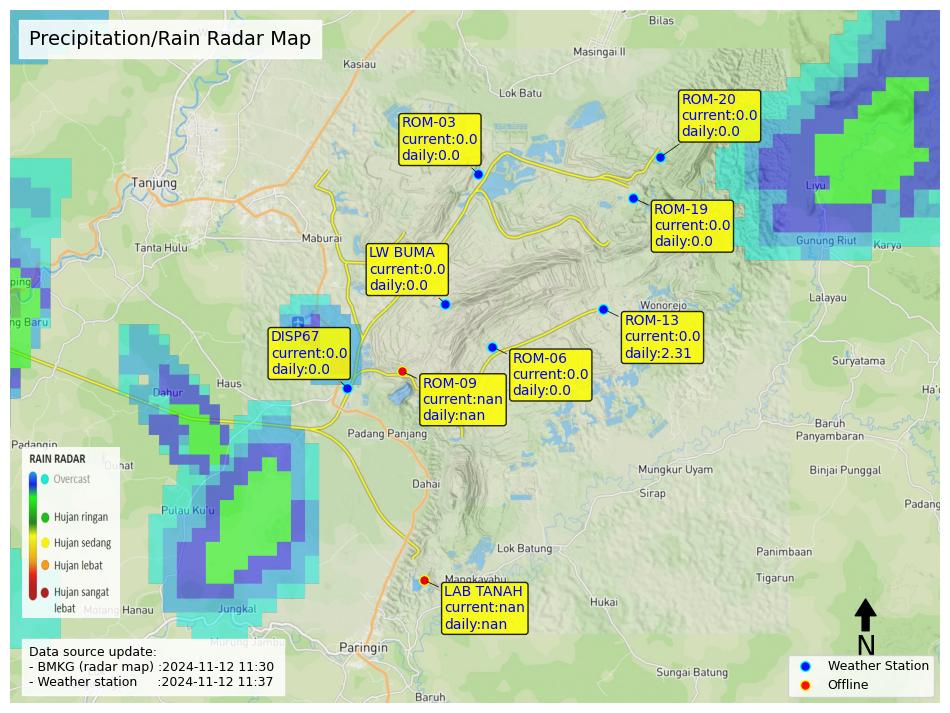 Precipitation/Rain Radar Map
Bilas
Masingai II
Kasiau
Lok Batu
ROM-20
current:0.0
daily:0.0
ROM-03
current:0.0
daily:0.0
Tanjung
Liyu
ROM-19
current:0.0
daily:0.0
Maburai
Tanta Hulu
Gunung Riut
Karya
LW BUMA
current:0.0
daily:0.0
ping
Lalayau
Wonorejo
ng Baru
ROM-13
current:0.0
daily:2.31
DISP67
current:0.0
daily:0.0
ROM-06
current:0.0
daily:0.0
Suryatama
Haus
Dahur
ROM-09
current:nan
daily:nan
Ha'u
Baruh
Panyambaran
Padang Panjang
Padangin
RAIN RADAR
Overcast
Hujan ringan
Hujan sedang
Hujan lebat
Hujan sangat
lebat
Mungkur Uyam
Binjai Punggal
Dahai
Sirap
Padang
Lok Batung
Panimbaan
Tigarun
Mangkayahu
LAB TANAH
current:nan
daily:nan
Hukai
Jungkal
Murung Jambu
Paringin
Sungai Batung
Baruh
N
Data source update:
- BMKG (radar map) :2024-11-12 11:30
- Weather station :2024-11-12 11:37
Weather Station
Offline